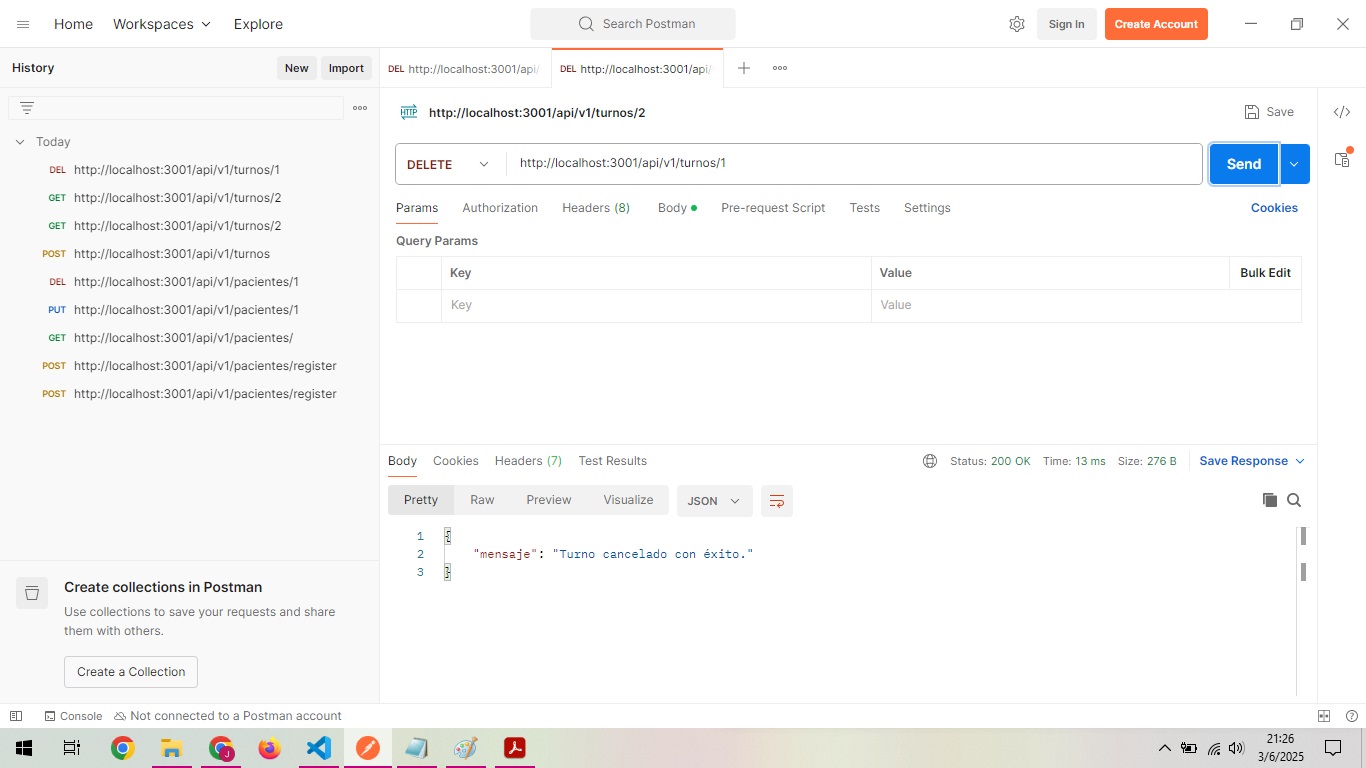 Home Workspaces Explore Search Postman Sign In Create Account
History New Import DEL http://localhost:3001/api/ DEL http://localhost:3001/api/
HTTP http://localhost:3001/api/v1/turnos/2 Save
Today
DEL http://localhost:3001/api/v1/turnos/1
GET http://localhost:3001/api/v1/turnos/2
GET http://localhost:3001/api/v1/turnos/2
POST http://localhost:3001/api/v1/turnos
DEL http://localhost:3001/api/v1/pacientes/1
PUT http://localhost:3001/api/v1/pacientes/1
GET http://localhost:3001/api/v1/pacientes/
POST http://localhost:3001/api/v1/pacientes/register
POST http://localhost:3001/api/v1/pacientes/register
DELETE http://localhost:3001/api/v1/turnos/1 Send
Params Authorization Headers (8) Body Pre-request Script Tests Settings Cookies
Query Params
Key Value Bulk Edit
Key Value
Body Cookies Headers (7) Test Results Status: 200 OK Time: 13 ms Size: 276 B Save Response
Pretty Raw Preview Visualize JSON
1 {
2 "mensaje": "Turno cancelado con éxito."
3 }
Create collections in Postman
Use collections to save your requests and share
them with others.
Create a Collection
Console Not connected to a Postman account
J
21:26
3/6/2025